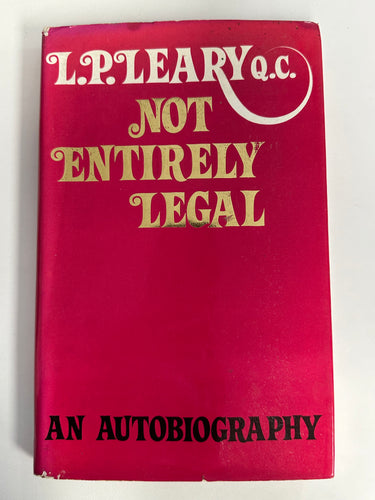 L.P.LEARY Q.C.
NOT
ENTIRELY
LEGAL
AN AUTOBIOGRAPHY